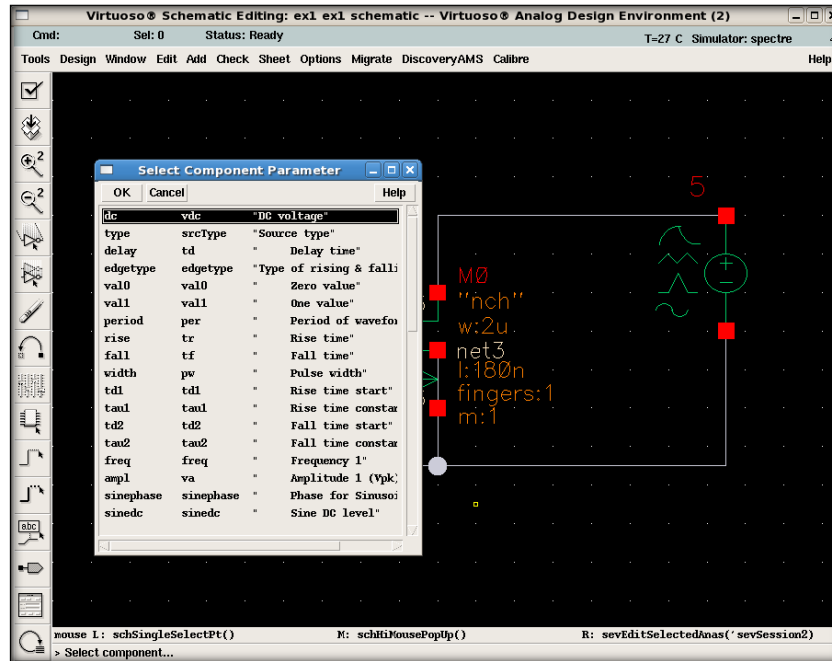 Virtuoso® Schematic Editing: ex1 ex1 schematic -- Virtuoso® Analog Design Environment (2)
Cmd: Sel: 0 Status: Ready T=27 C Simulator: spectre
Tools Design Window Edit Add Check Sheet Options Migrate DiscoveryAMS Calibre Help
Select Component Parameter
OK Cancel Help
dc vdc "DC voltage"
type srcType "Source type"
delay td " Delay time"
edgetype edgetype "Type of rising & falli
val0 val0 " Zero value"
val1 val1 " One value"
period per " Period of wavefor
rise tr " Rise time"
fall tf " Fall time"
width pw " Pulse width"
td1 td1 " Rise time start"
tau1 tau1 " Rise time constan
td2 td2 " Fall time start"
tau2 tau2 " Fall time constan
freq freq " Frequency 1"
ampl va " Amplitude 1 (Vpk)
sinephase sinephase " Phase for Sinusoi
sinedc sinedc " Sine DC level"
5
M0
"nch"
w:2u
net3
l:180n
fingers:1
m:1
2
2
abc
mouse L: schSingleSelectPt() M: schHiMousePopUp() R: sevEditSelectedAnas('sevSession2)
> Select component...